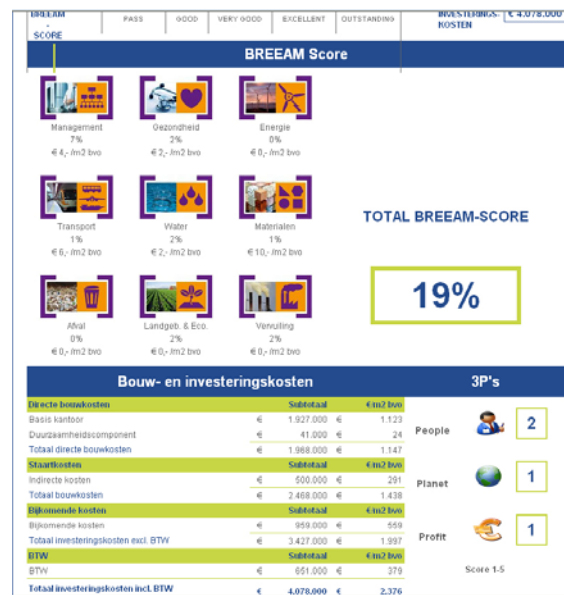 BREEAM
-
SCORE
PASS GOOD VERY GOOD EXCELLENT OUTSTANDING
INVESTERINGS-
KOSTEN
€ 4.078.000
BREEAM Score
Management Gezondheid Energie
7% 2% 0%
€ 4,- /m2 bvo € 2,- /m2 bvo € 0,- /m2 bvo
Transport Water Materialen
1% 2% 1%
€ 6,- /m2 bvo € 2,- /m2 bvo € 10,- /m2 bvo
TOTAL BREEAM-SCORE
19%
Afval Landgeb. & Eco. Vervuiling
0% 2% 2%
€ 0,- /m2 bvo € 0,- /m2 bvo € 0,- /m2 bvo
Bouw- en investeringskosten
Directe bouwkosten Subtotaal €/m2 bvo
Basis kantoor € 1.927.000 € 1.123
Duurzaamheidscomponent € 41.000 € 24
Totaal directe bouwkosten € 1.968.000 € 1.147
Staartkosten Subtotaal €/m2 bvo
Indirecte kosten € 500.000 € 291
Totaal bouwkosten € 2.468.000 € 1.438
Bijkomende kosten Subtotaal €/m2 bvo
Bijkomende kosten € 959.000 € 559
Totaal investeringskosten excl. BTW € 3.427.000 € 1.997
BTW Subtotaal €/m2 bvo
BTW € 651.000 € 379
Totaal investeringskosten incl. BTW € 4.078.000 € 2.376
3P's
People 2
Planet 1
Profit 1
Score 1-5